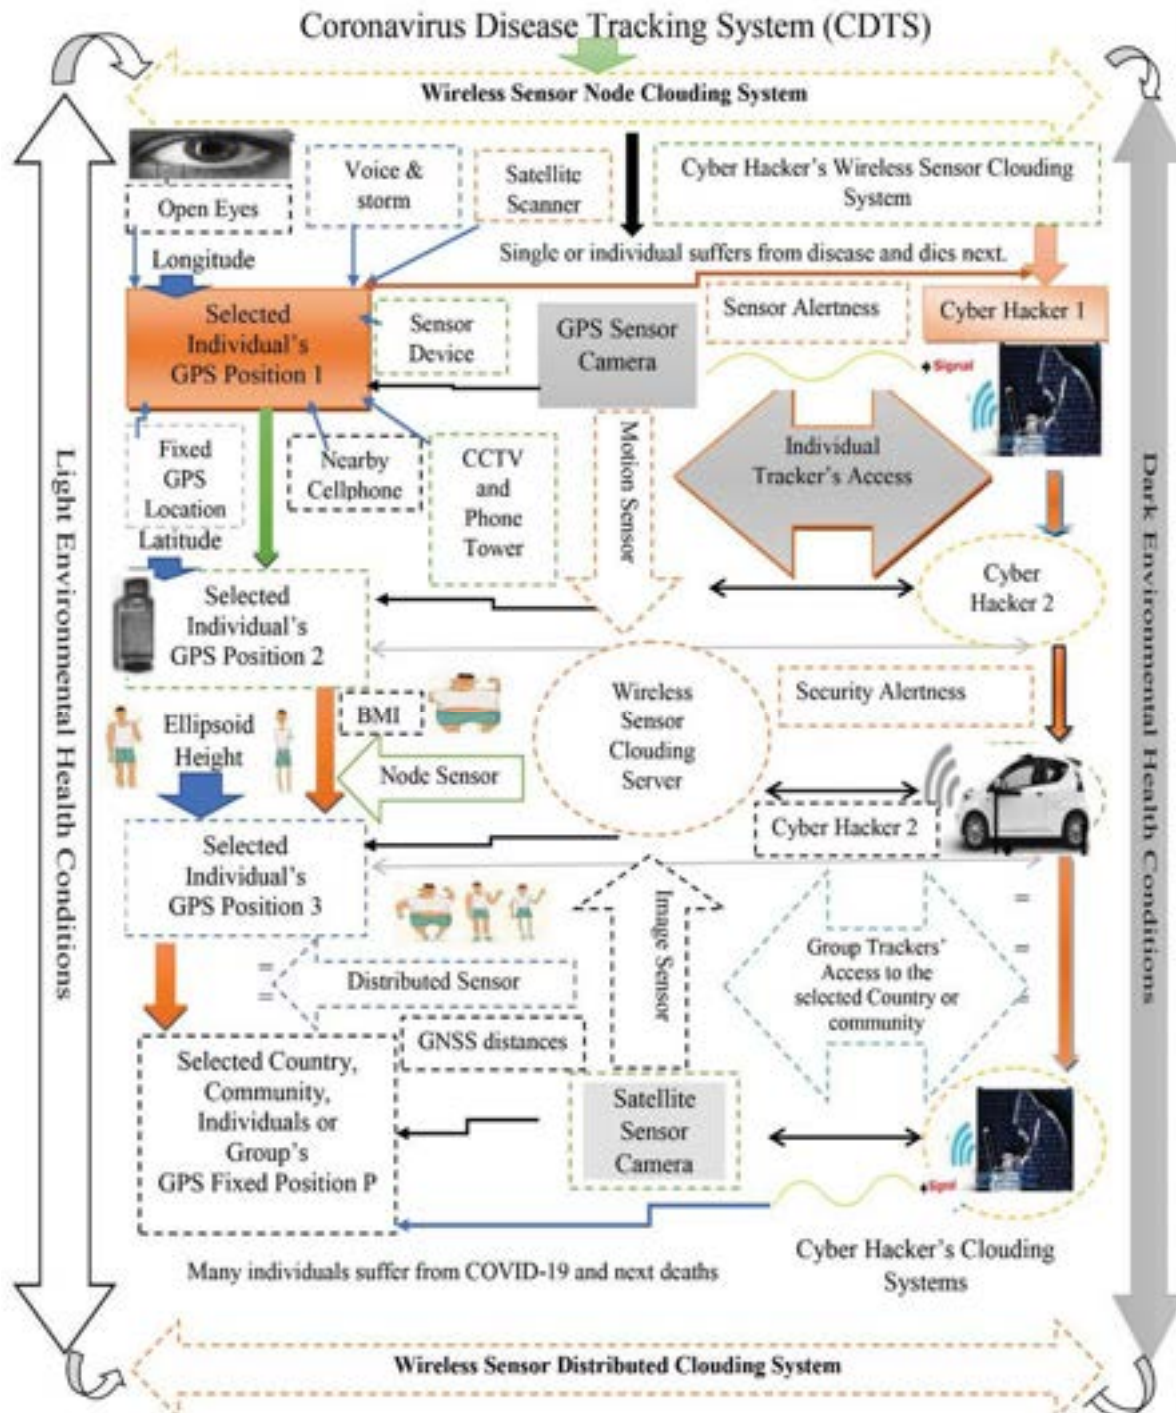 Coronavirus Disease Tracking System (CDTS)
Wireless Sensor Node Clouding System
Open Eyes
Voice &
storm
Satellite
Scanner
Cyber Hacker's Wireless Sensor Clouding
System
Longitude
Single or individual suffers from disease and dies next.
Selected
Individual's
GPS Position 1
Sensor
Device
GPS Sensor
Camera
Sensor Alertness
Cyber Hacker 1
Signal
Fixed
GPS
Location
Latitude
Nearby
Cellphone
CCTV
and
Phone
Tower
Motion Sensor
Individual
Tracker's Access
Light Environmental Health Conditions
Dark Environmental Health Conditions
Selected
Individual's
GPS Position 2
Cyber
Hacker 2
BMI
Wireless
Sensor
Clouding
Server
Security Alertness
Ellipsoid
Height
Node Sensor
Cyber Hacker 2
Selected
Individual's
GPS Position 3
Image Sensor
Group Trackers'
Access to the
selected Country or
community
=
=
=
=
=
Distributed Sensor
GNSS distances
Selected Country,
Community,
Individuals or
Group's
GPS Fixed Position P
Satellite
Sensor
Camera
Signal
Cyber Hacker's Clouding
Systems
Many individuals suffer from COVID-19 and next deaths
Wireless Sensor Distributed Clouding System